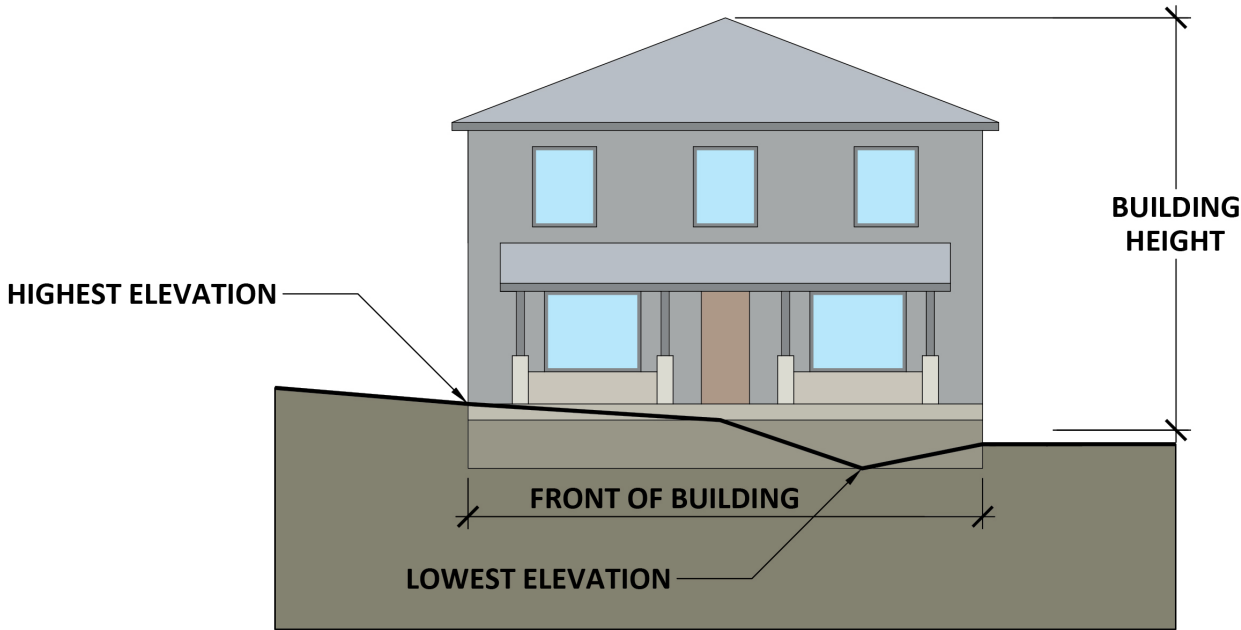 BUILDING
HEIGHT
HIGHEST ELEVATION
FRONT OF BUILDING
LOWEST ELEVATION